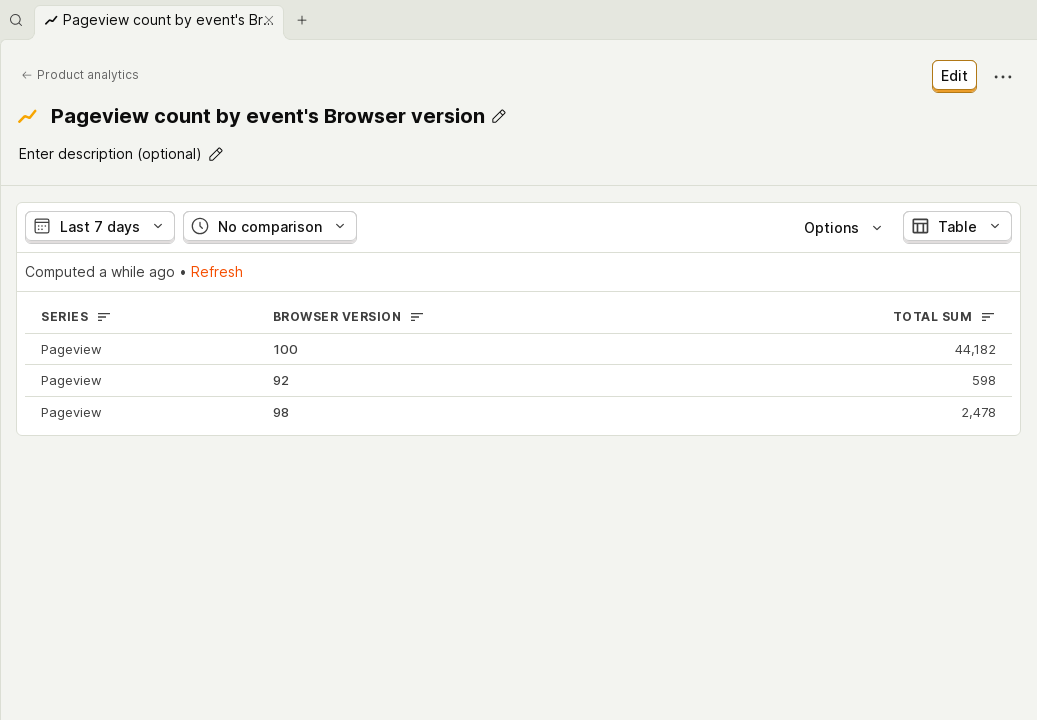 Pageview count by event's Br...
Product analytics
Edit
Pageview count by event's Browser version
Enter description (optional)
Last 7 days No comparison Options Table
Computed a while ago • Refresh
SERIES BROWSER VERSION TOTAL SUM
Pageview 100 44,182
Pageview 92 598
Pageview 98 2,478